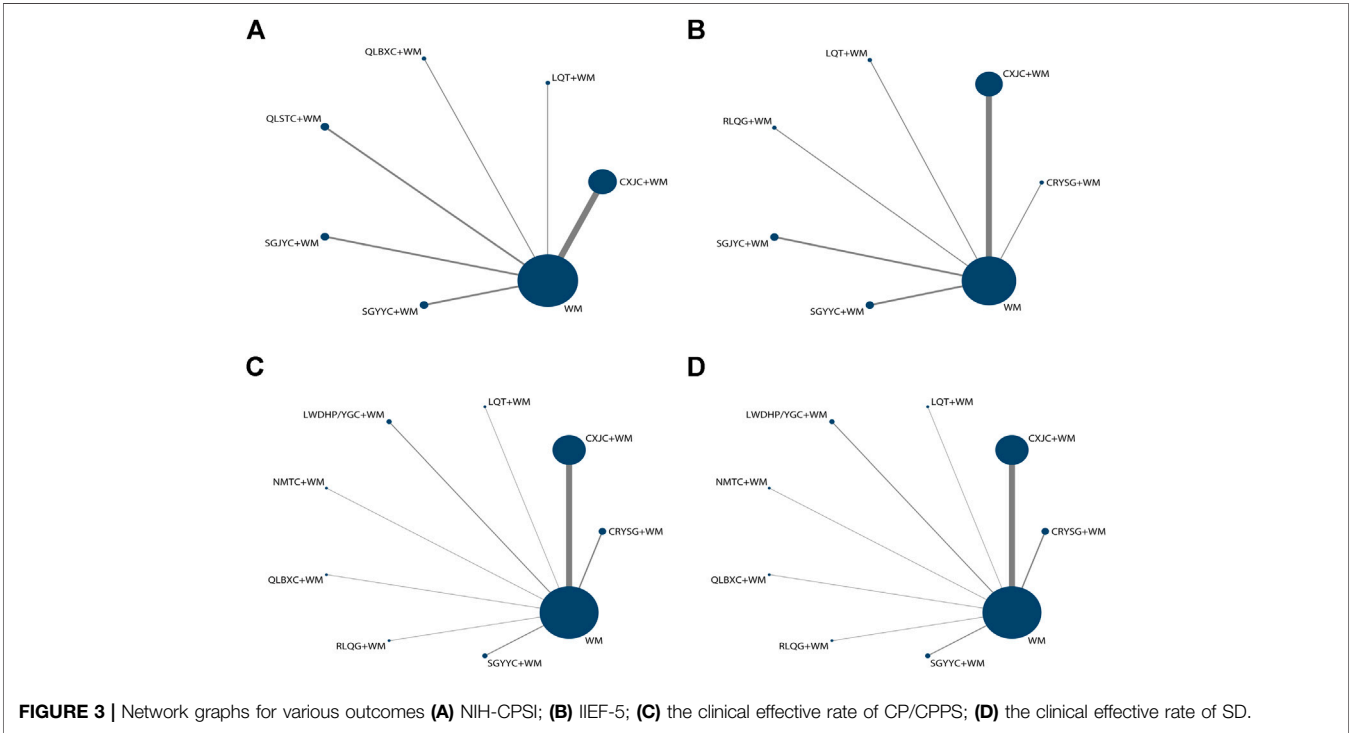 A
QLBXC+WM
LQT+WM
QLSTC+WM
CXJC+WM
SGJYC+WM
SGYYC+WM
WM
B
LQT+WM
CXJC+WM
RLQG+WM
CRYSG+WM
SGJYC+WM
SGYYC+WM
WM
C
LWDHP/YGC+WM
LQT+WM
CXJC+WM
NMTC+WM
CRYSG+WM
QLBXC+WM
RLQG+WM
WM
SGYYC+WM
D
LWDHP/YGC+WM
LQT+WM
CXJC+WM
NMTC+WM
CRYSG+WM
QLBXC+WM
RLQG+WM
WM
SGYYC+WM
FIGURE 3 | Network graphs for various outcomes (A) NIH-CPSI; (B) IIEF-5; (C) the clinical effective rate of CP/CPPS; (D) the clinical effective rate of SD.